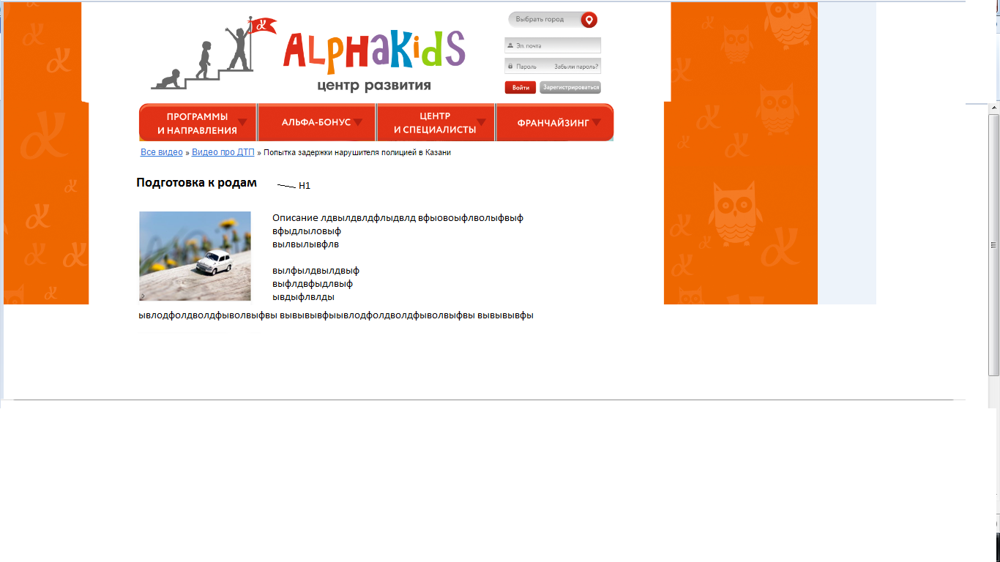 ALPHAKIDS
центр развития
Выбрать город
Эл. почта
Пароль Забыли пароль?
Войти Зарегистрироваться
ПРОГРАММЫ
И НАПРАВЛЕНИЯ
АЛЬФА-БОНУС
ЦЕНТР
И СПЕЦИАЛИСТЫ
ФРАНЧАЙЗИНГ
Все видео » Видео про ДТП » Попытка задержки нарушителя полицией в Казани
Подготовка к родам H1
Описание лдвылдвлдфлыдвлд вфыовоыфлволыфвыф
вфыдлыловыф
вылвылывфлв
вылфылдвылдвыф
выфлдвфыдлвыф
ывдыфлвлды
ывлодфолдволдфыволвыфвы вывывывфыывлодфолдволдфыволвыфвы вывывывфы